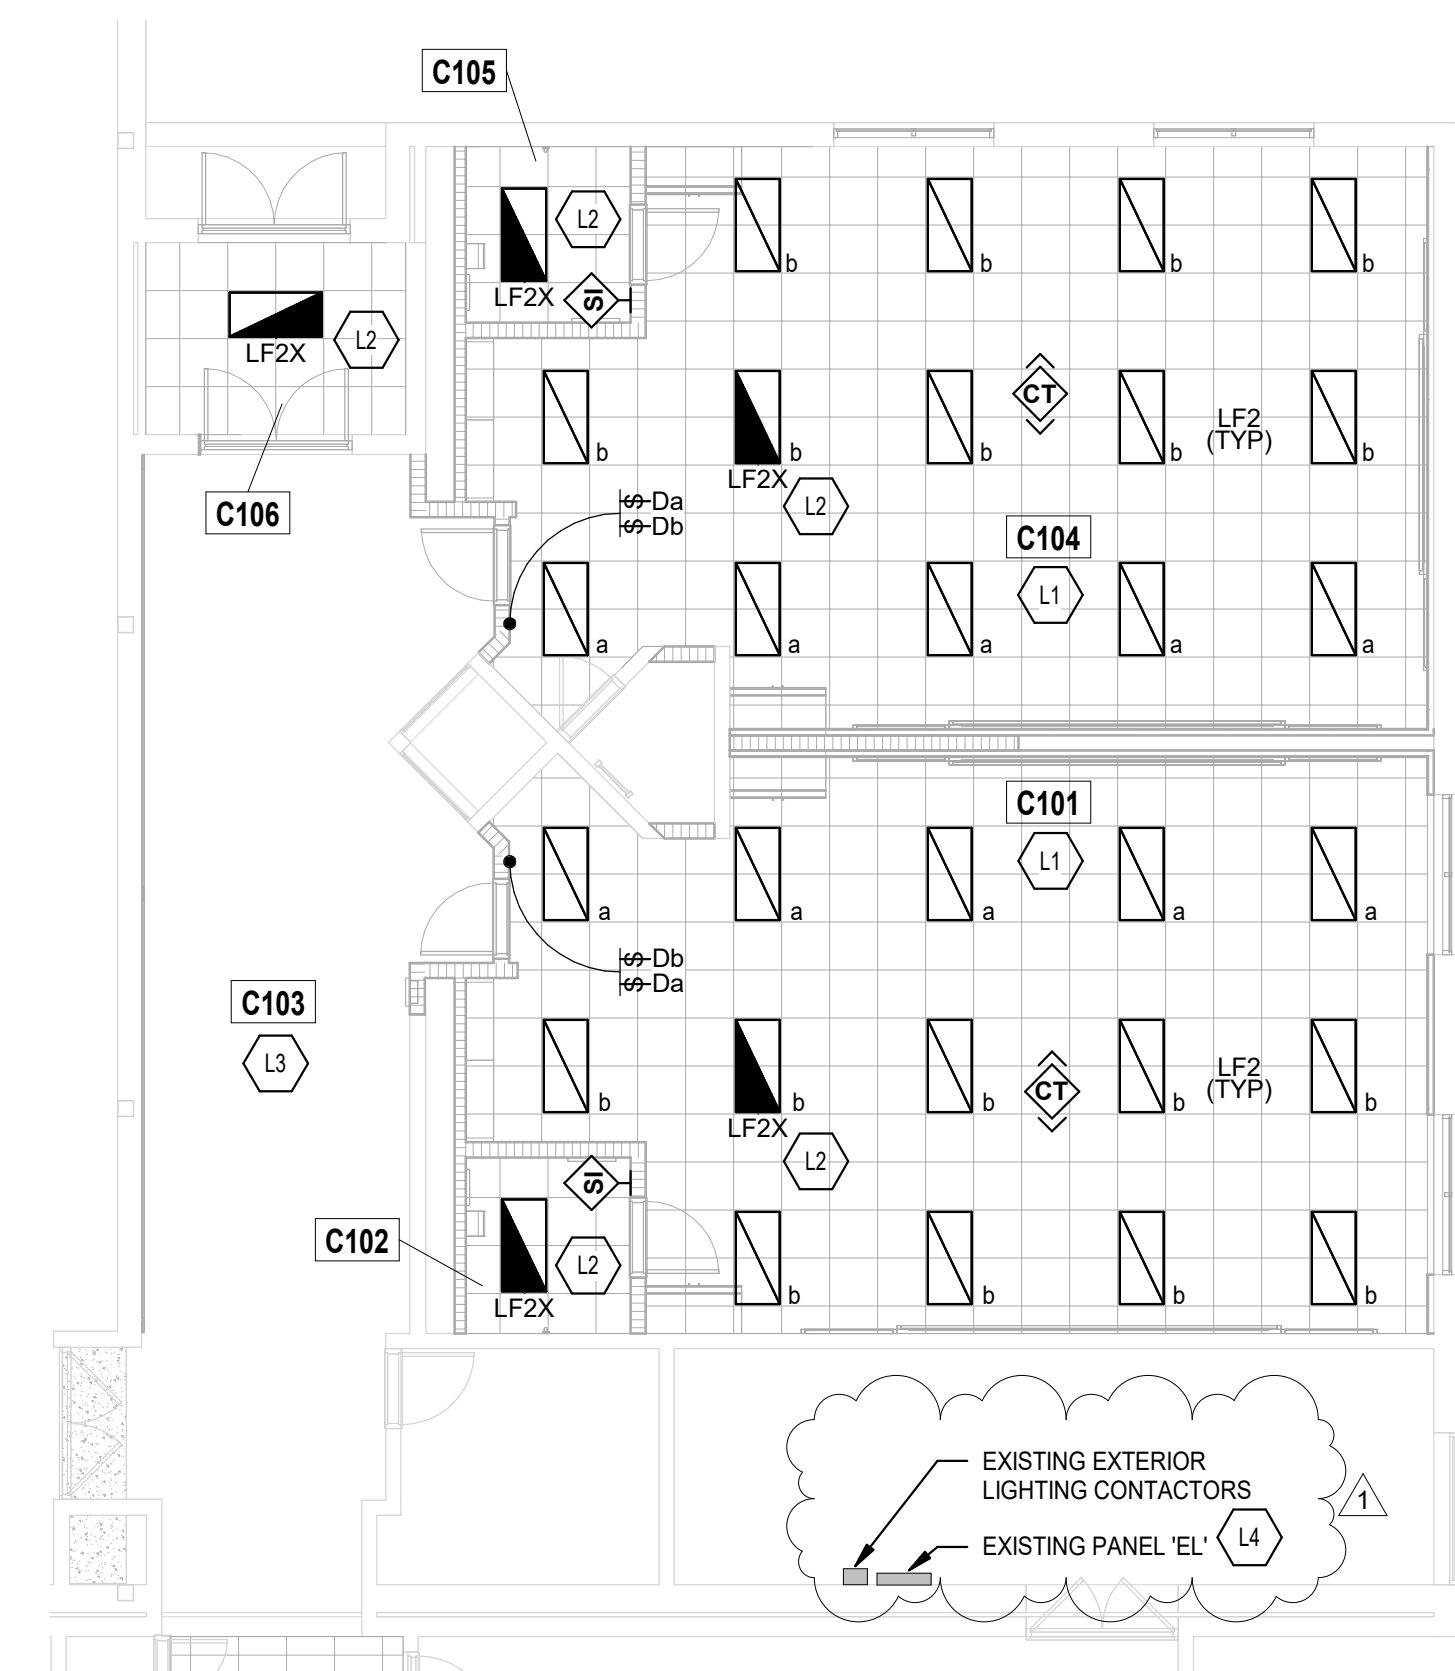 C105
L2
b
b
b
b
LF2X
SI
L2
LF2X
CT
LF2
(TYP)
b
b
b
b
b
LF2X
L2
C106
$ Da
$ Db
C104
L1
a
a
a
a
a
C101
L1
a
a
a
a
a
$ Db
$ Da
C103
L3
CT
LF2
(TYP)
b
b
b
b
b
LF2X
L2
SI
C102
L2
LF2X
b
b
b
b
EXISTING EXTERIOR
LIGHTING CONTACTORS
1
EXISTING PANEL 'EL'
L4